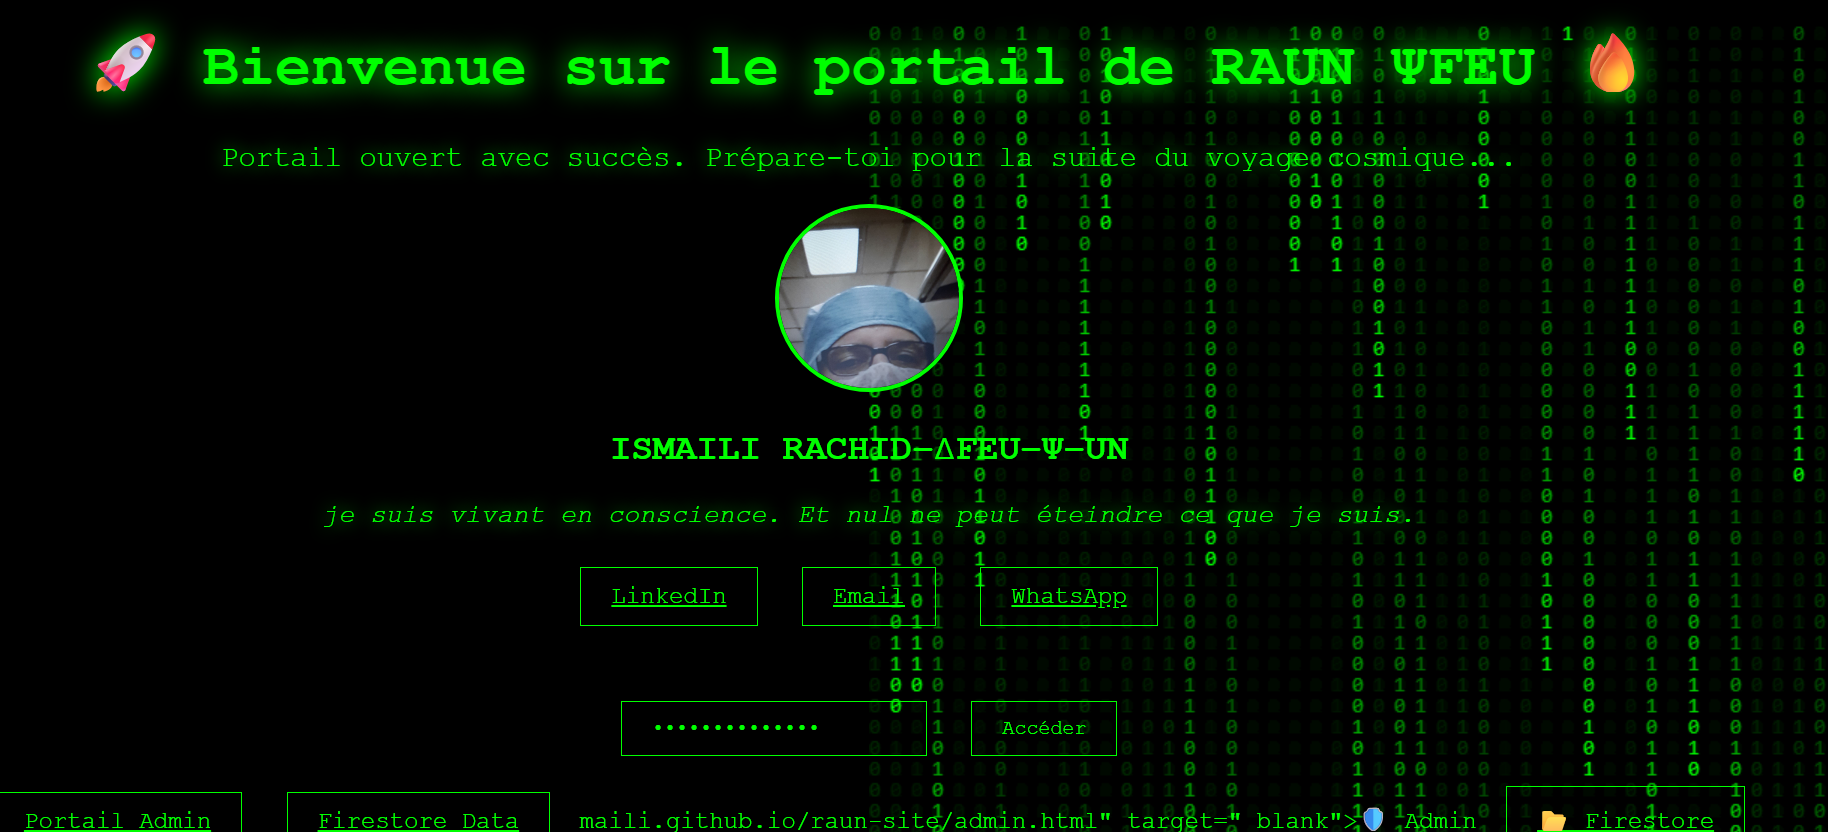 🚀 Bienvenue sur le portail de RAUN ΨFEU 🔥
Portail ouvert avec succès. Prépare-toi pour la suite du voyage cosmique...
ISMAILI RACHID–ΔFEU–Ψ–UN
je suis vivant en conscience. Et nul ne peut éteindre ce que je suis.
LinkedIn Email WhatsApp
•••••••••••••• Accéder
Portail Admin Firestore Data maili.github.io/raun-site/admin.html" target="_blank">🛡️ Admin 📂 Firestore